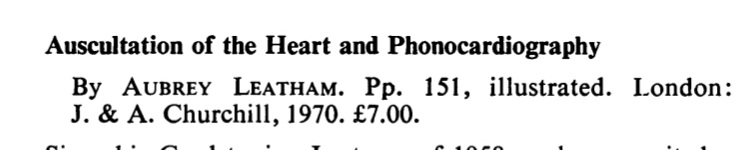 Auscultation of the Heart and Phonocardiography
By AUBREY LEATHAM. Pp. 151, illustrated. London:
J. & A. Churchill, 1970. £7.00.